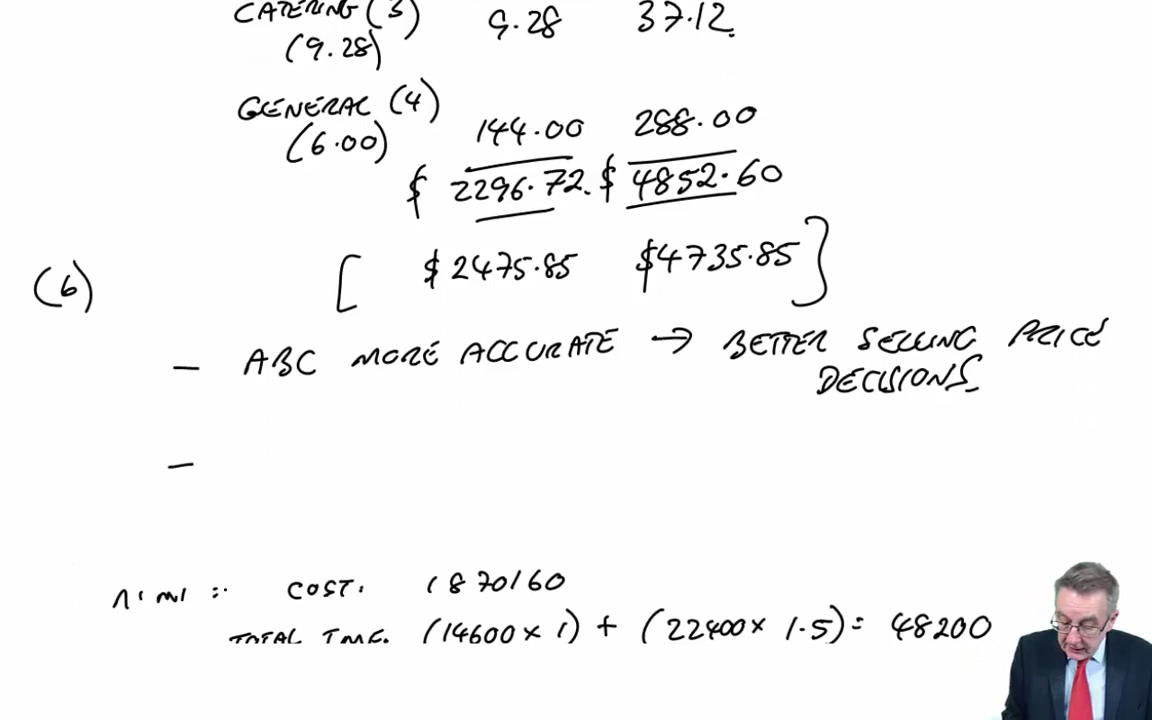 CATERING (3) 9.28 37.12
(9.28)
GENERAL (4) 144.00 288.00
(6.00)
$ 2296.72 $ 4852.60
(6) [ $2475.85 $4735.85 ]
- ABC MORE ACCURATE → BETTER SELLING PRICE
DECISIONS
-
COST: 1870160
TOTAL TIME. (14600 x 1) + (22400 x 1.5) = 48200